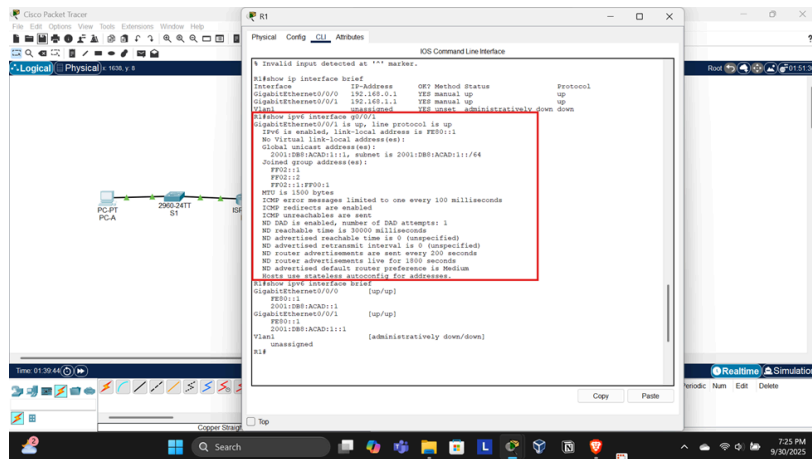 Cisco Packet Tracer
File Edit Options View Tools Extensions Window Help
Logical Physical x: 1638, y: 8
Root 01:51:3
PC-PT
PC-A
2960-24TT
S1
ISR
Time: 01:39:44
Realtime Simulation
Periodic Num Edit Delete
Copper Straight
R1
Physical Config CLI Attributes
IOS Command Line Interface
% Invalid input detected at '^' marker.
R1#show ip interface brief
Interface IP-Address OK? Method Status Protocol
GigabitEthernet0/0/0 192.168.0.1 YES manual up up
GigabitEthernet0/0/1 192.168.1.1 YES manual up up
Vlan1 unassigned YES unset administratively down down
R1#show ipv6 interface g0/0/1
GigabitEthernet0/0/1 is up, line protocol is up
IPv6 is enabled, link-local address is FE80::1
No Virtual link-local address(es):
Global unicast address(es):
2001:DB8:ACAD:1::1, subnet is 2001:DB8:ACAD:1::/64
Joined group address(es):
FF02::1
FF02::2
FF02::1:FF00:1
MTU is 1500 bytes
ICMP error messages limited to one every 100 milliseconds
ICMP redirects are enabled
ICMP unreachables are sent
ND DAD is enabled, number of DAD attempts: 1
ND reachable time is 30000 milliseconds
ND advertised reachable time is 0 (unspecified)
ND advertised retransmit interval is 0 (unspecified)
ND router advertisements are sent every 200 seconds
ND router advertisements live for 1800 seconds
ND advertised default router preference is Medium
Hosts use stateless autoconfig for addresses.
R1#show ipv6 interface brief
GigabitEthernet0/0/0 [up/up]
FE80::1
2001:DB8:ACAD::1
GigabitEthernet0/0/1 [up/up]
FE80::1
2001:DB8:ACAD:1::1
Vlan1 [administratively down/down]
unassigned
R1#
Copy Paste
Top
2
Search
7:25 PM
9/30/2025